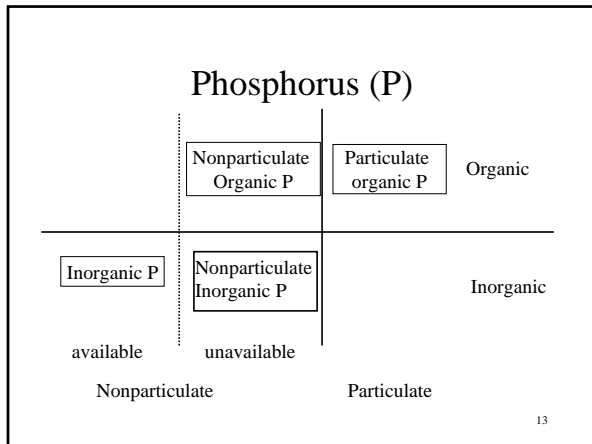 Phosphorus (P)
Nonparticulate
Organic P
Particulate
organic P
Organic
Inorganic P
Nonparticulate
Inorganic P
Inorganic
available
unavailable
Nonparticulate
Particulate
13